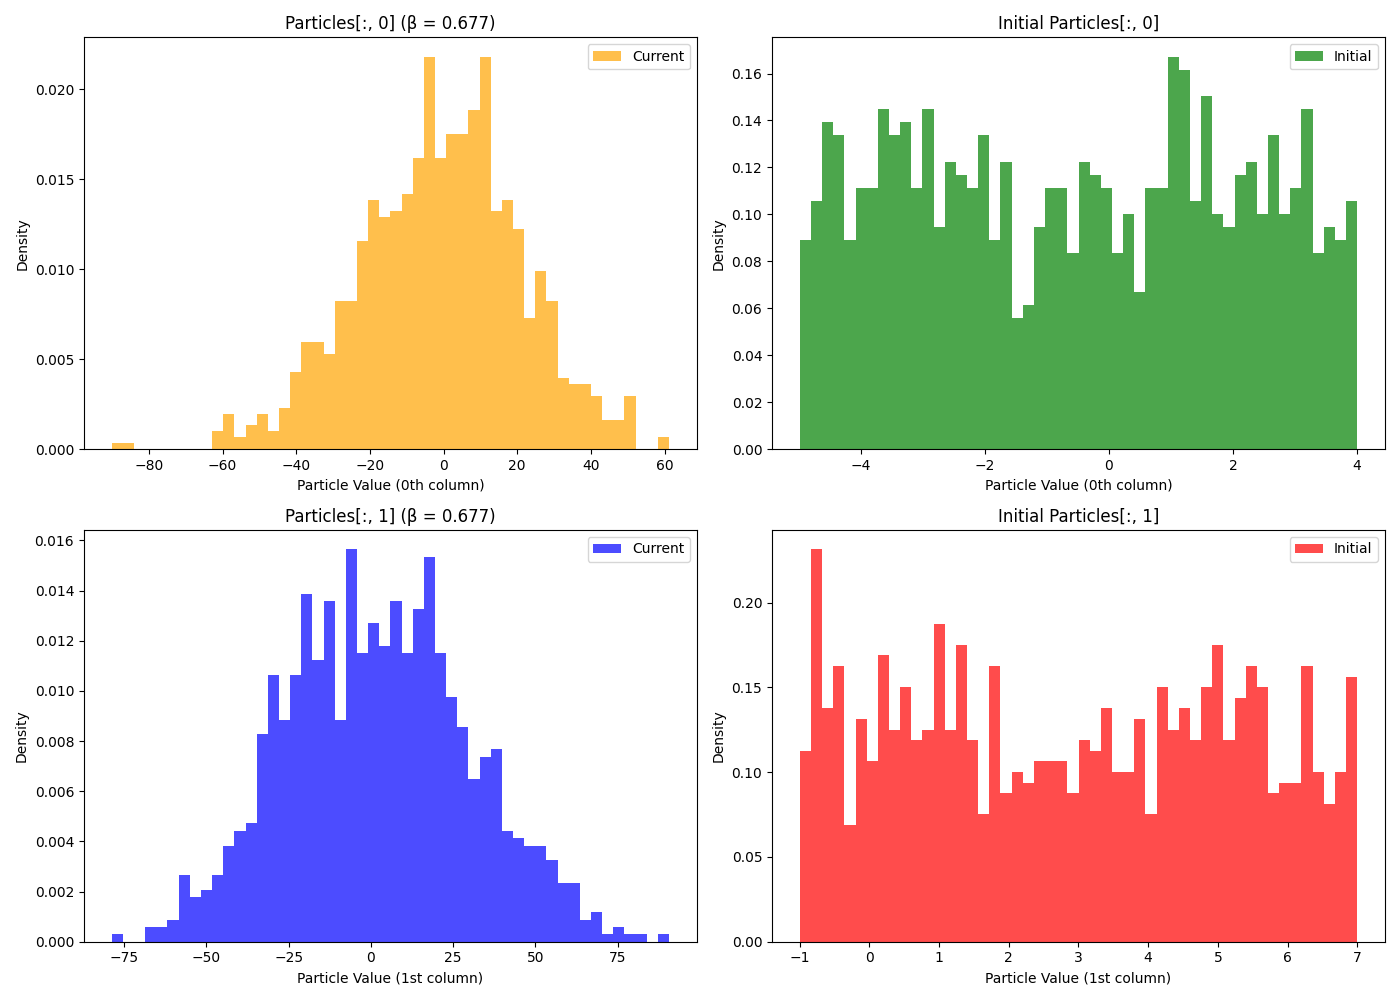 Particles[:, 0] (β = 0.677)
Current
Density
0.020
0.015
0.010
0.005
0.000
−80 −60 −40 −20 0 20 40 60
Particle Value (0th column)
Initial Particles[:, 0]
Initial
Density
0.16
0.14
0.12
0.10
0.08
0.06
0.04
0.02
0.00
−4 −2 0 2 4
Particle Value (0th column)
Particles[:, 1] (β = 0.677)
Current
Density
0.016
0.014
0.012
0.010
0.008
0.006
0.004
0.002
0.000
−75 −50 −25 0 25 50 75
Particle Value (1st column)
Initial Particles[:, 1]
Initial
Density
0.20
0.15
0.10
0.05
0.00
−1 0 1 2 3 4 5 6 7
Particle Value (1st column)